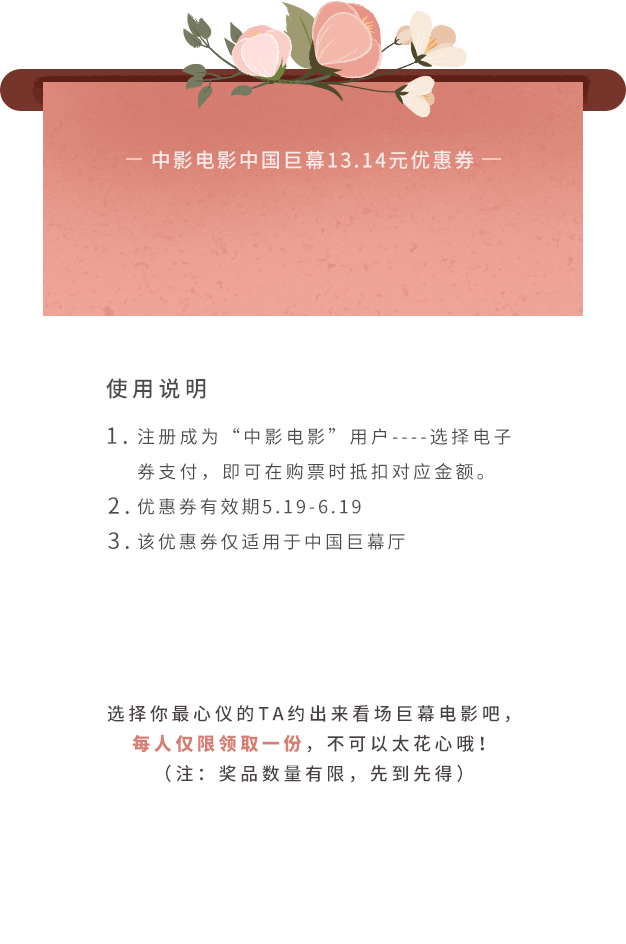 — 中影电影中国巨幕13.14元优惠券 —
使用说明
1. 注册成为“中影电影”用户----选择电子
券支付，即可在购票时抵扣对应金额。
2. 优惠券有效期5.19-6.19
3. 该优惠券仅适用于中国巨幕厅
选择你最心仪的TA约出来看场巨幕电影吧，
每人仅限领取一份，不可以太花心哦！
（注：奖品数量有限，先到先得）